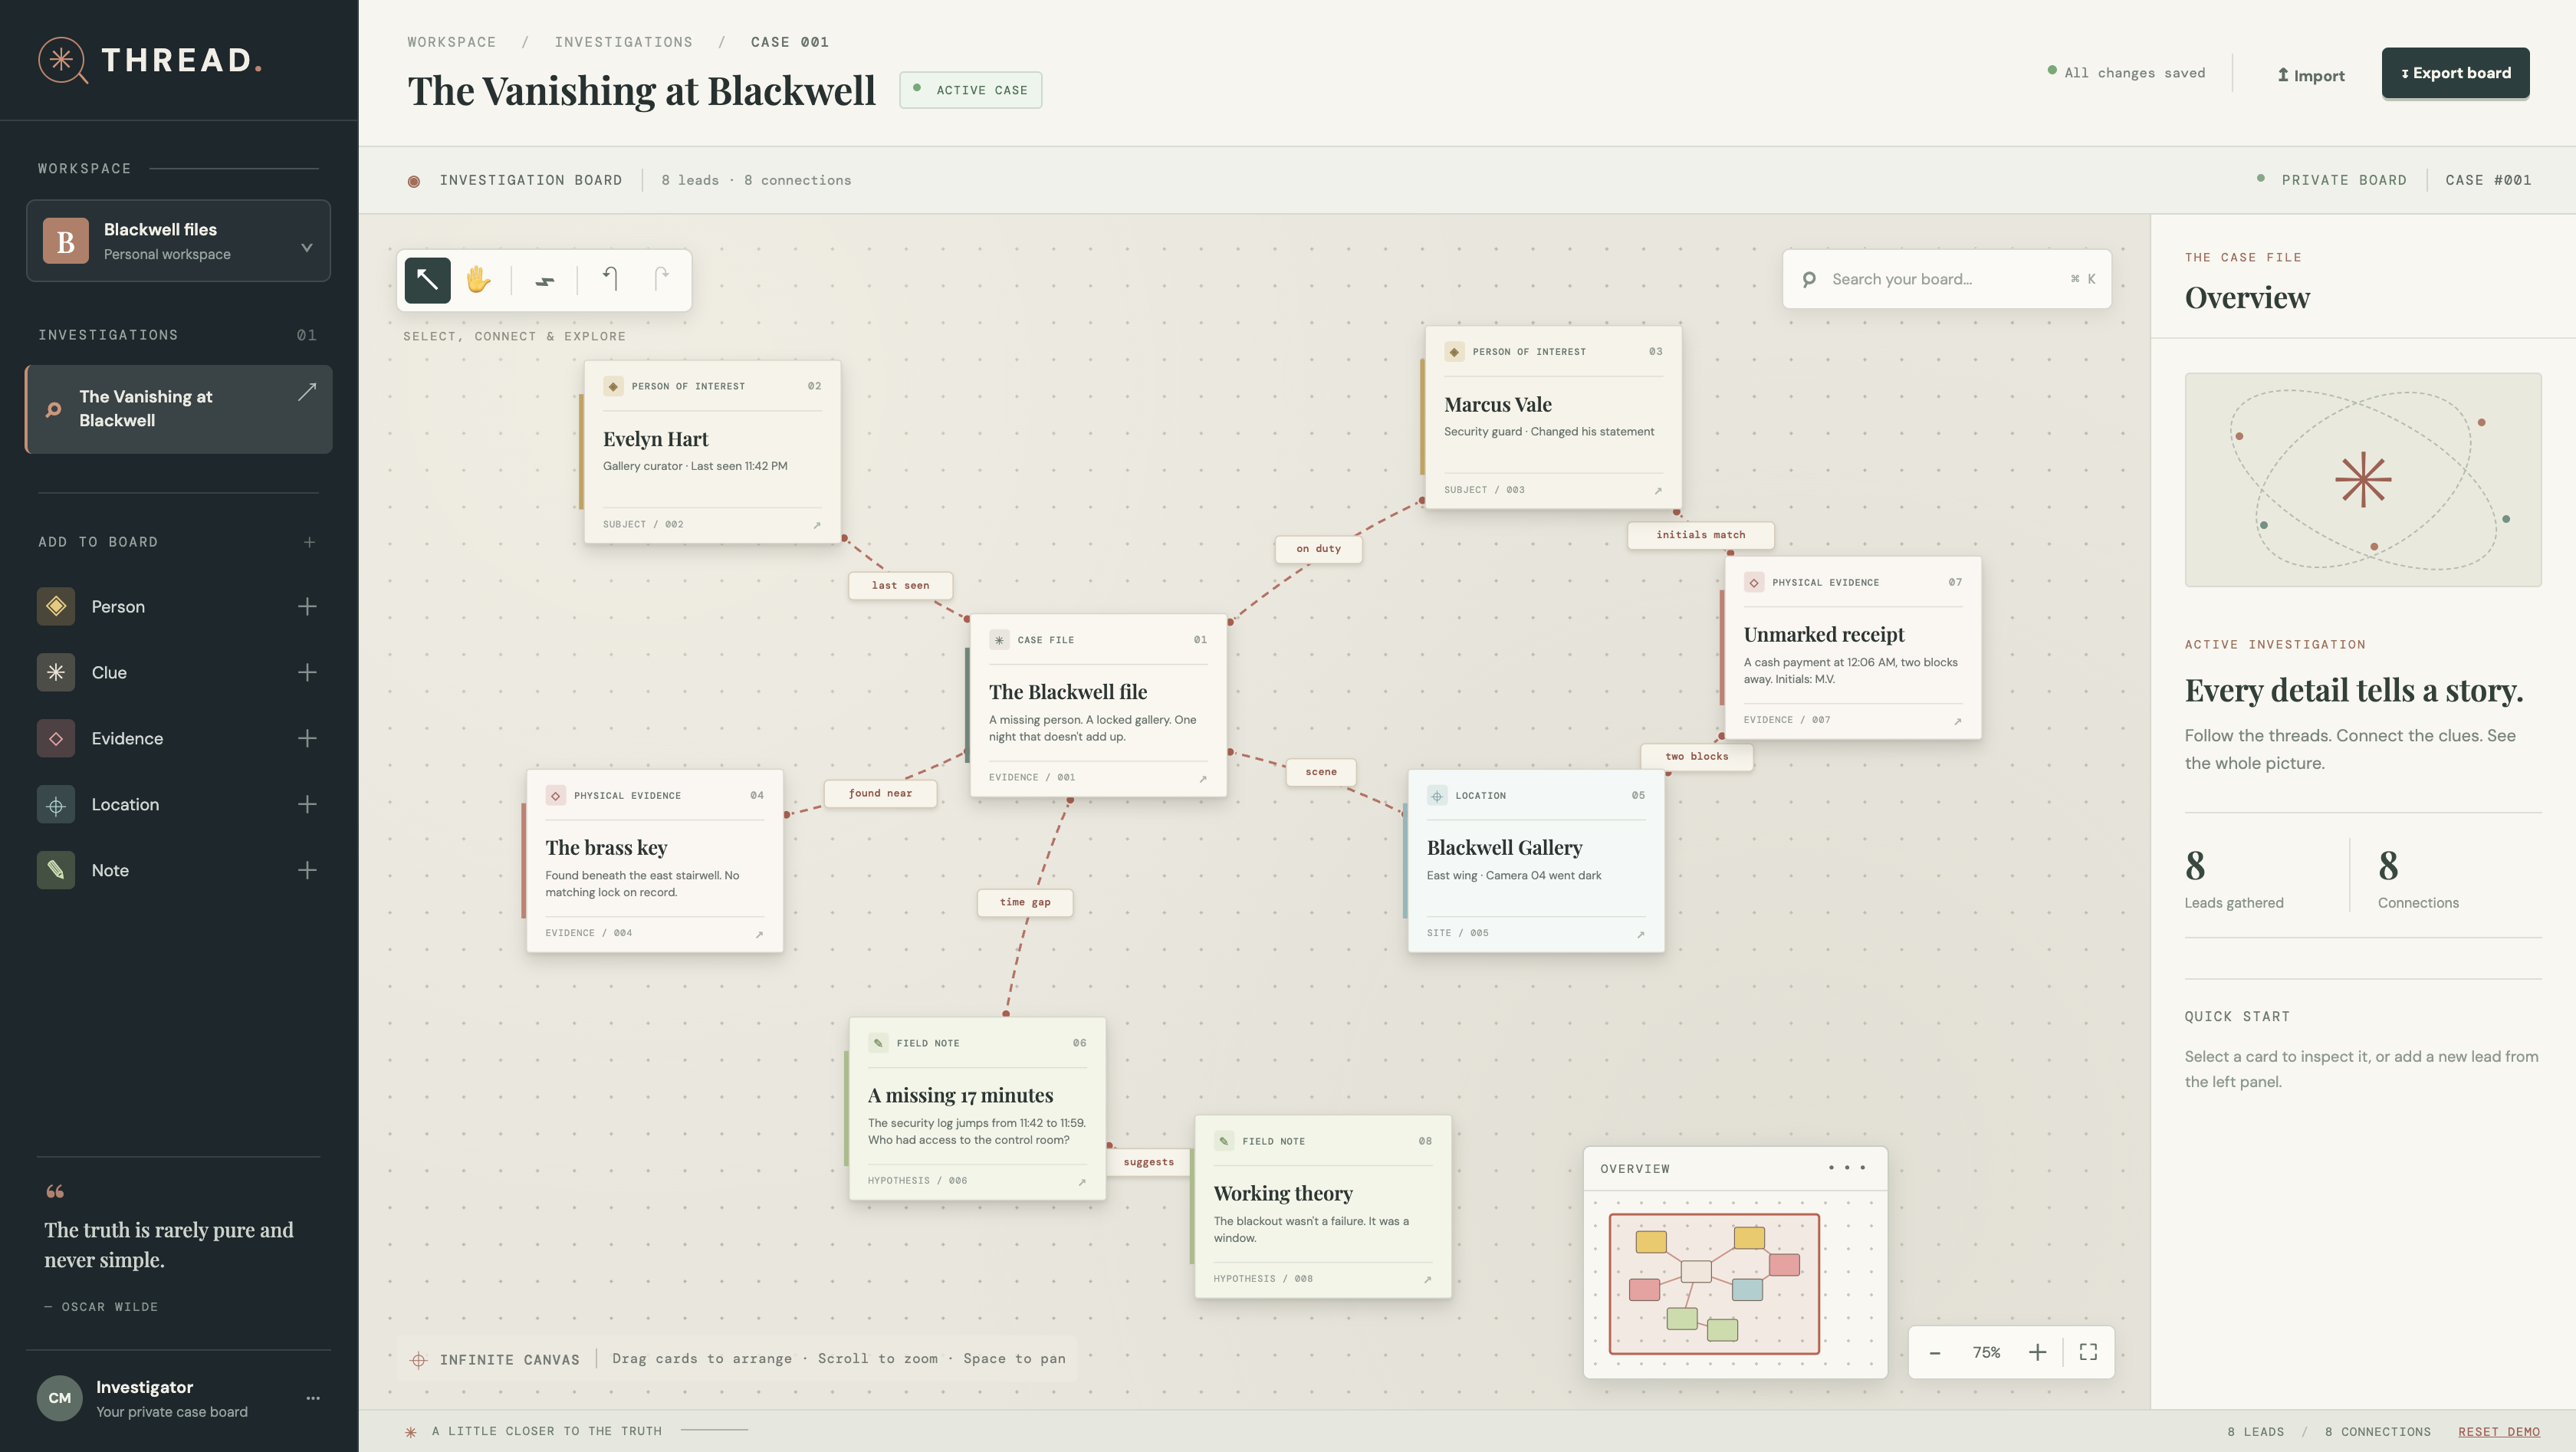 THREAD.
WORKSPACE
B
Blackwell files
Personal workspace
INVESTIGATIONS 01
The Vanishing at
Blackwell
ADD TO BOARD +
Person
Clue
Evidence
Location
Note
“
The truth is rarely pure and
never simple.
— OSCAR WILDE
CM
Investigator
Your private case board
WORKSPACE / INVESTIGATIONS / CASE 001
The Vanishing at Blackwell
ACTIVE CASE
All changes saved
Import
Export board
INVESTIGATION BOARD
8 leads · 8 connections
PRIVATE BOARD
CASE #001
SELECT, CONNECT & EXPLORE
Search your board...
⌘ K
PERSON OF INTEREST 02
Evelyn Hart
Gallery curator · Last seen 11:42 PM
SUBJECT / 002
PERSON OF INTEREST 03
Marcus Vale
Security guard · Changed his statement
SUBJECT / 003
last seen
on duty
initials match
CASE FILE 01
The Blackwell file
A missing person. A locked gallery. One
night that doesn't add up.
EVIDENCE / 001
PHYSICAL EVIDENCE 07
Unmarked receipt
A cash payment at 12:06 AM, two blocks
away. Initials: M.V.
EVIDENCE / 007
found near
scene
two blocks
PHYSICAL EVIDENCE 04
The brass key
Found beneath the east stairwell. No
matching lock on record.
EVIDENCE / 004
LOCATION 05
Blackwell Gallery
East wing · Camera 04 went dark
SITE / 005
time gap
FIELD NOTE 06
A missing 17 minutes
The security log jumps from 11:42 to 11:59.
Who had access to the control room?
HYPOTHESIS / 006
suggests
FIELD NOTE 08
Working theory
The blackout wasn't a failure. It was a
window.
HYPOTHESIS / 008
OVERVIEW
INFINITE CANVAS
Drag cards to arrange · Scroll to zoom · Space to pan
− 75% +
THE CASE FILE
Overview
ACTIVE INVESTIGATION
Every detail tells a story.
Follow the threads. Connect the clues. See
the whole picture.
8
Leads gathered
8
Connections
QUICK START
Select a card to inspect it, or add a new lead from
the left panel.
A LITTLE CLOSER TO THE TRUTH
8 LEADS / 8 CONNECTIONS
RESET DEMO